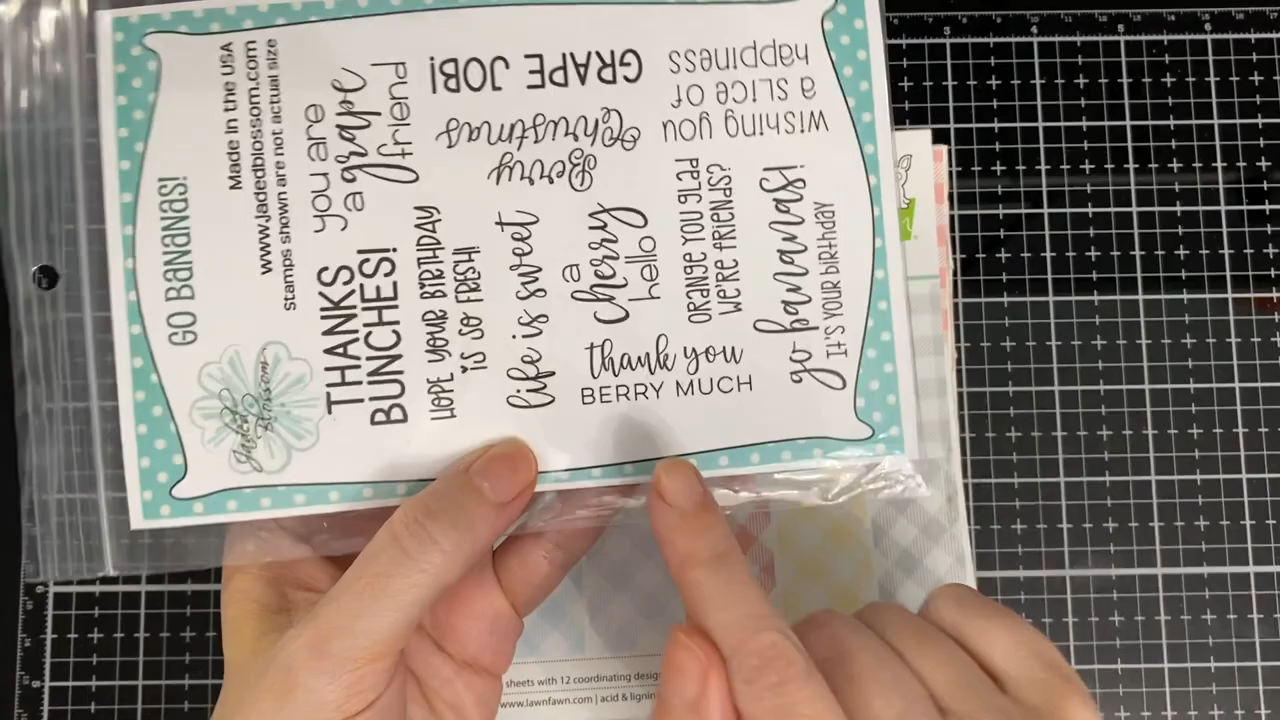 GO BANANAS!
Jaded
Blossom
Made in the USA
www.JadedBlossom.com
stamps shown are not actual size
THANKS
BUNCHES!
you are
a grape
friend
HOPE YOUR BIRTHDAY
is so FRESH!
GRAPE JOB!
Berry
Christmas
life is sweet
a
cherry
hello
wishing you
a slice of
happiness
thank you
BERRY MUCH
ORANGE YOU GLAD
WE'RE FRIENDS?
go bananas!
IT'S YOUR birthday
sheets with 12 coordinating
www.lawnfawn.com | acid &